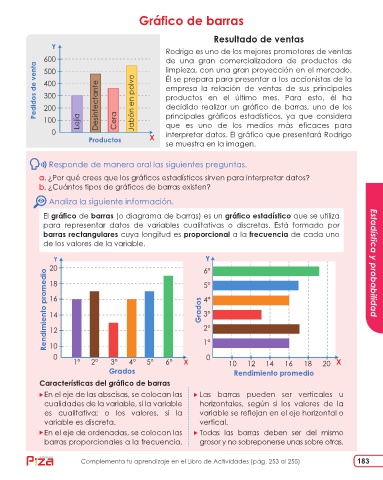 Gráfico de barras
Resultado de ventas
Y
600
500
400
300
200
100
0
Pedidos de venta
Lejía
Desinfectante
Cera
Jabón en polvo
X
Productos
Rodrigo es uno de los mejores promotores de ventas
de una gran comercializadora de productos de
limpieza, con una gran proyección en el mercado.
Él se prepara para presentar a los accionistas de la
empresa la relación de ventas de sus principales
productos en el último mes. Para esto, él ha
decidido realizar un gráfico de barras, uno de los
principales gráficos estadísticos, ya que considera
que es uno de los medios más eficaces para
interpretar datos. El gráfico que presentará Rodrigo
se muestra en la imagen.
Responde de manera oral las siguientes preguntas.
a. ¿Por qué crees que los gráficos estadísticos sirven para interpretar datos?
b. ¿Cuántos tipos de gráficos de barras existen?
Analiza la siguiente información.
El gráfico de barras (o diagrama de barras) es un gráfico estadístico que se utiliza
para representar datos de variables cualitativas o discretas. Está formado por
barras rectangulares cuya longitud es proporcional a la frecuencia de cada uno
de los valores de la variable.
Y
20
18
16
14
12
10
0
Rendimiento promedio
1° 2° 3° 4° 5° 6° X
Grados
Y
6°
5°
4°
3°
2°
1°
0
Grados
10 12 14 16 18 20 X
Rendimiento promedio
Características del gráfico de barras
En el eje de las abscisas, se colocan las
cualidades de la variable, si la variable
es cualitativa; o los valores, si la
variable es discreta.
En el eje de ordenadas, se colocan las
barras proporcionales a la frecuencia.
Las barras pueden ser verticales u
horizontales, según si los valores de la
variable se reflejan en el eje horizontal o
vertical.
Todas las barras deben ser del mismo
grosor y no sobreponerse unas sobre otras.
Estadística y probabilidad
Complementa tu aprendizaje en el Libro de Actividades (pág. 253 al 255)
183